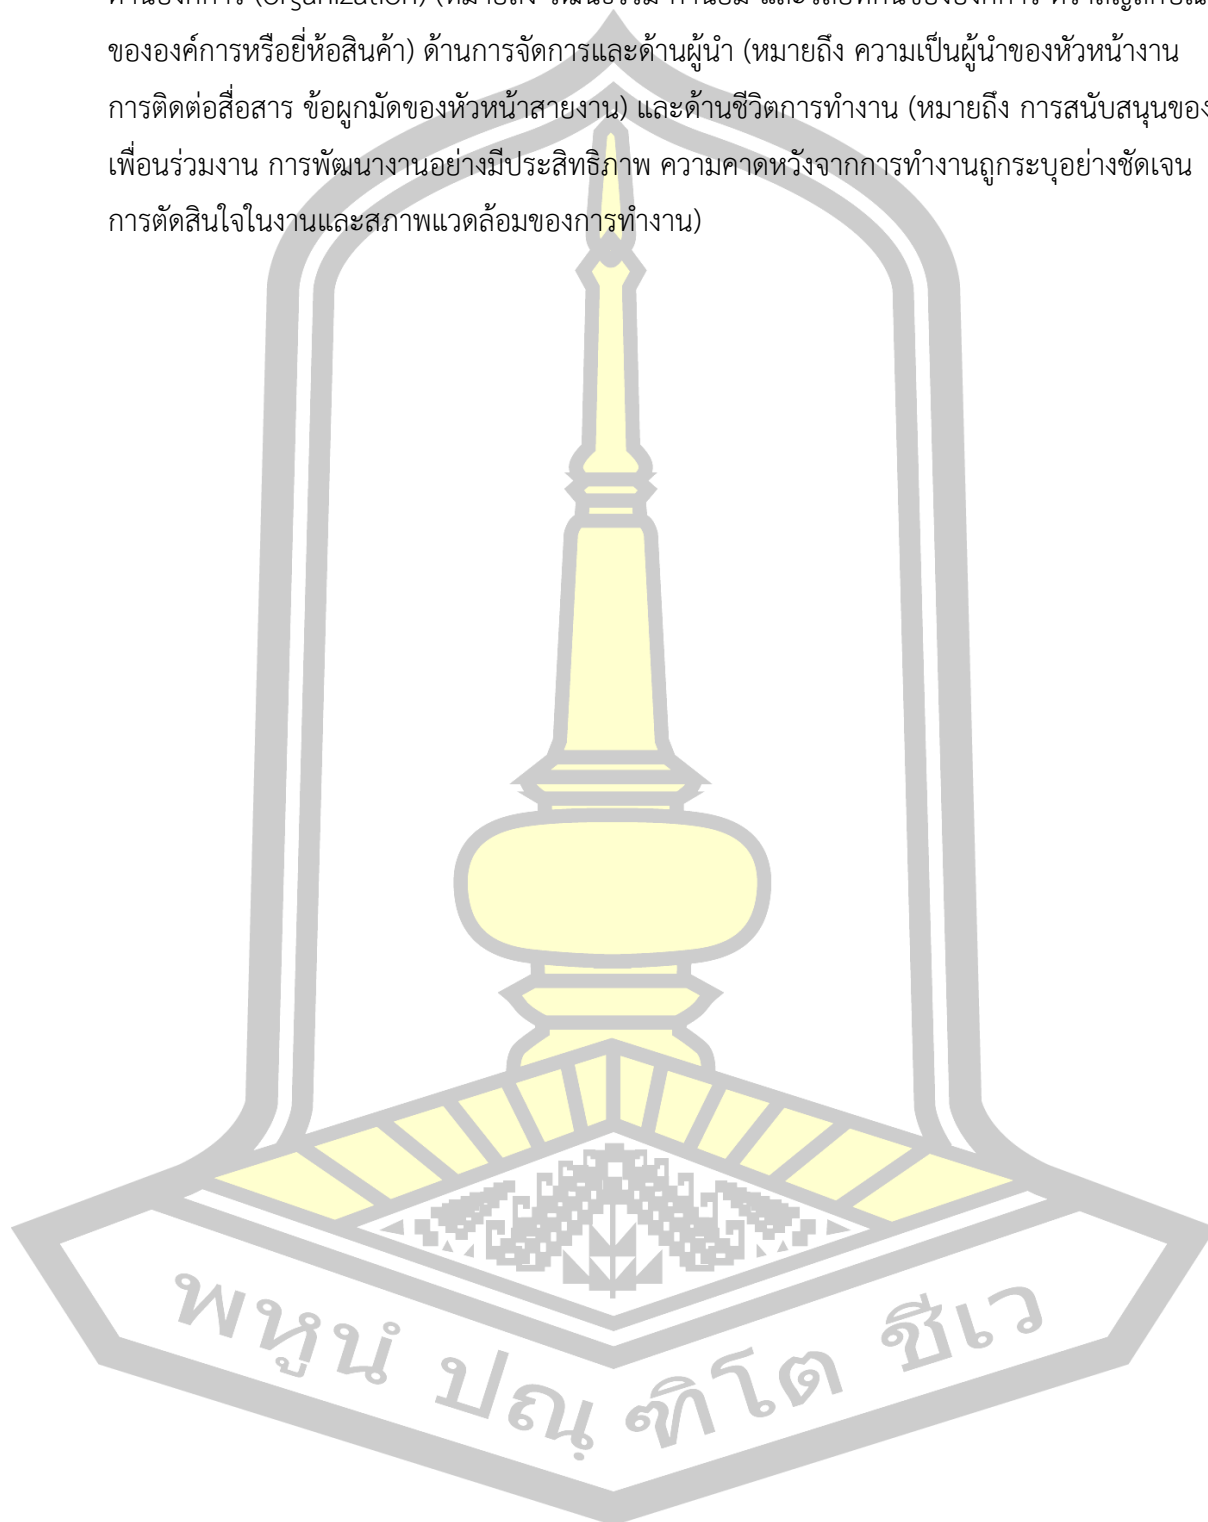 ของององค์การหรือยี่ห้อสินค้า) ด้านการจัดการและด้านผู้นำ (หมายถึง ความเป็นผู้นำของหัวหน้างาน
การติดต่อสื่อสาร ข้อผูกมัดของหัวหน้าสายงาน) และด้านชีวิตการทำงาน (หมายถึง การสนับสนุนของ
เพื่อนร่วมงาน การพัฒนางานอย่างมีประสิทธิภาพ ความคาดหวังจากการทำงานถูกระบุอย่างชัดเจน
การตัดสินใจในงานและสภาพแวดล้อมของการทำงาน)
พหูนํ ปณฺฑิโต ชีเว